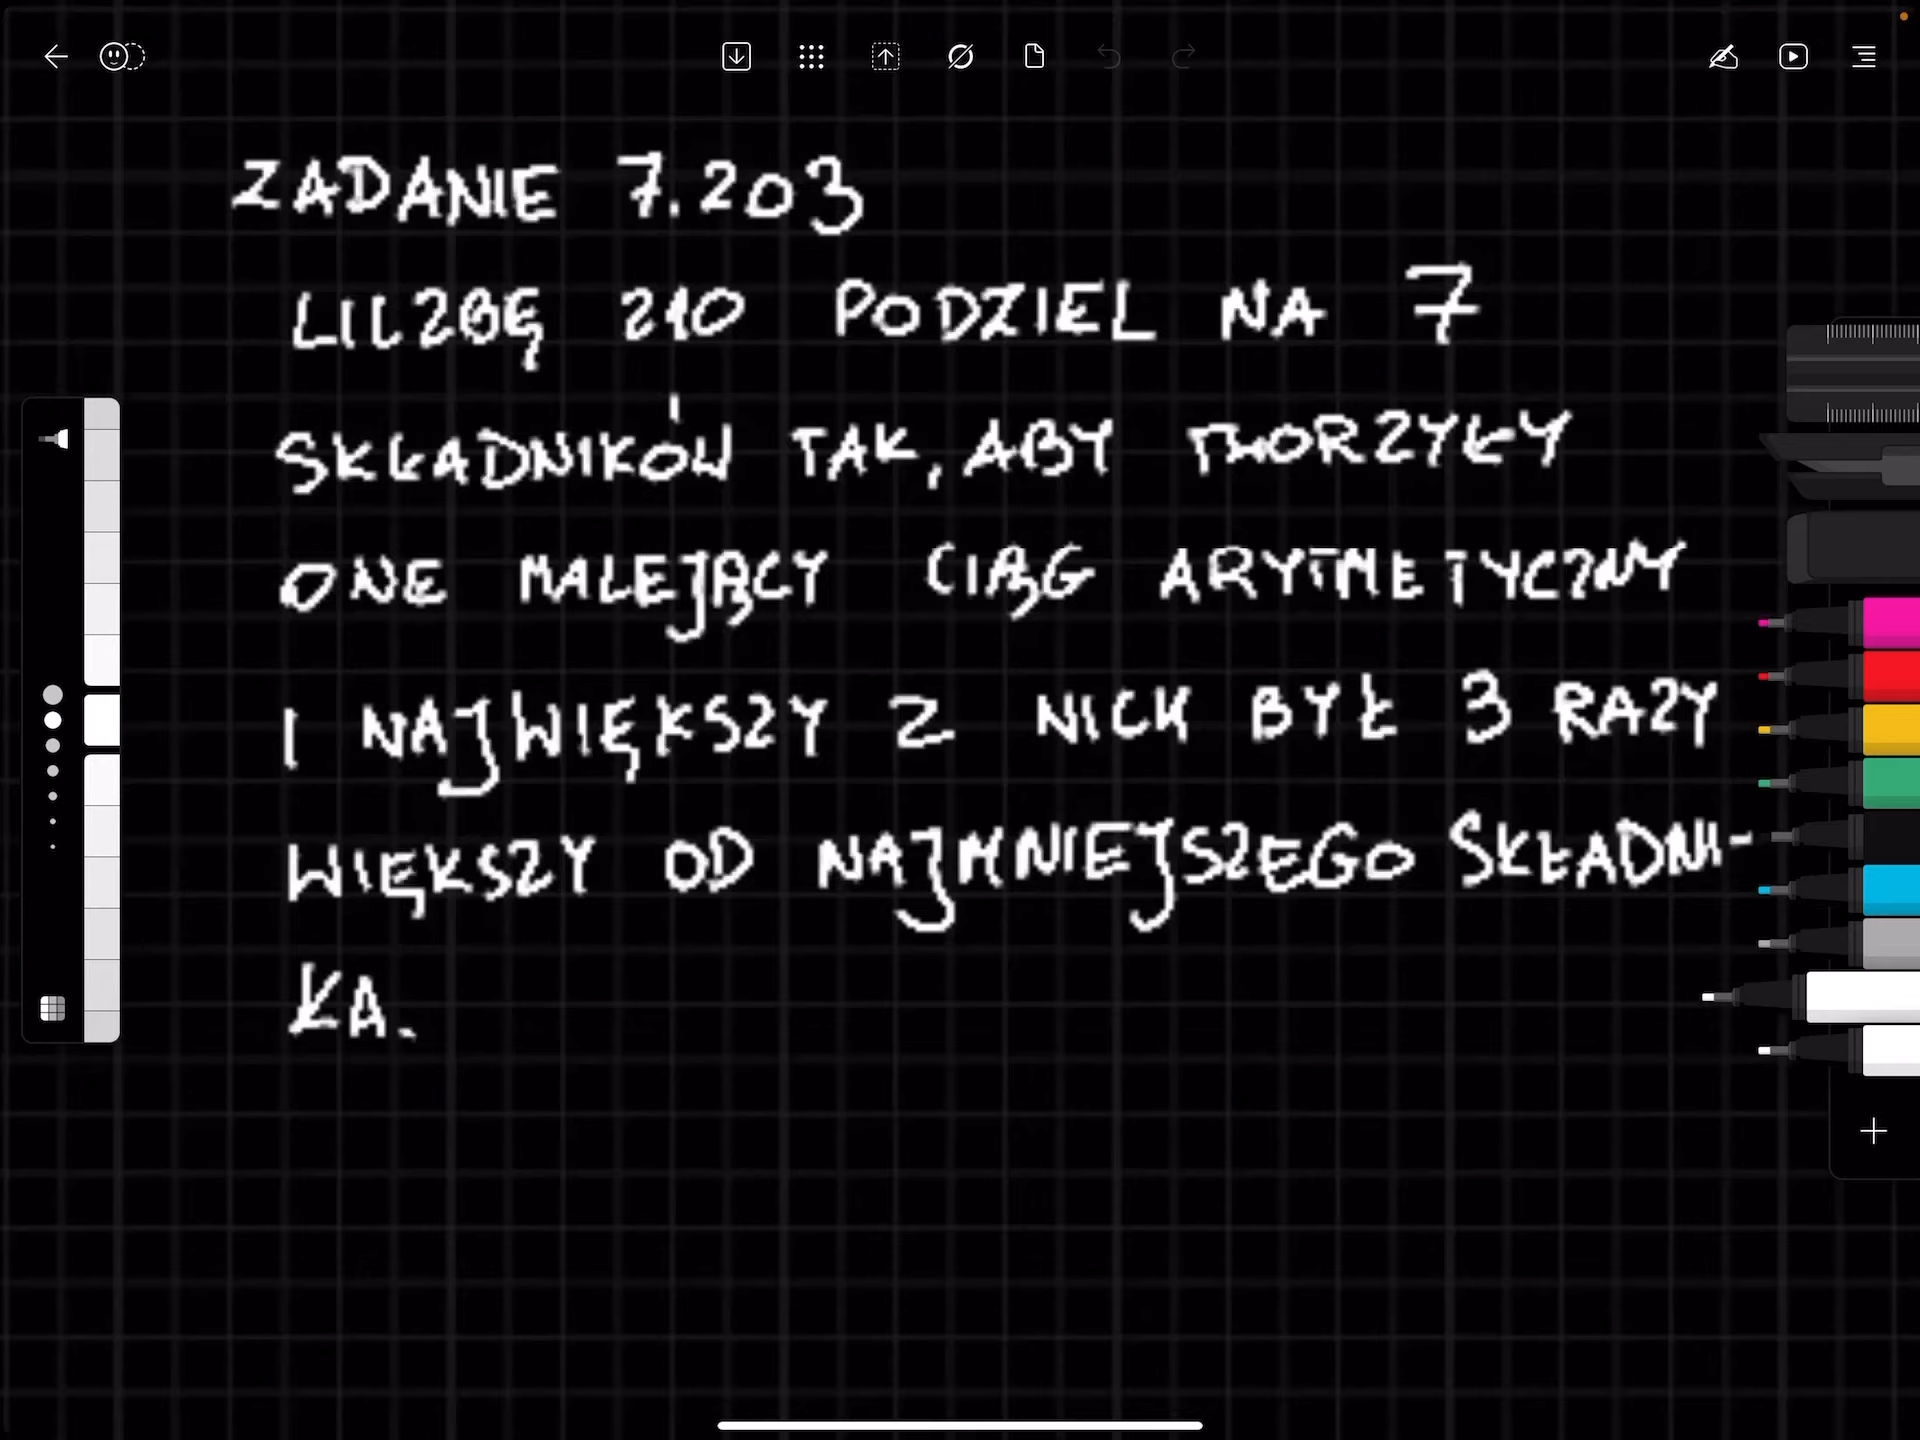 ZADANIE 7.203
LICZBĘ 210 PODZIEL NA 7
SKŁADNIKÓW TAK, ABY TWORZYŁY
ONE MALEJĄCY CIĄG ARYTMETYCZNY
I NAJWIĘKSZY Z NICH BYŁ 3 RAZY
WIĘKSZY OD NAJMNIEJSZEGO SKŁADNI-
KA.